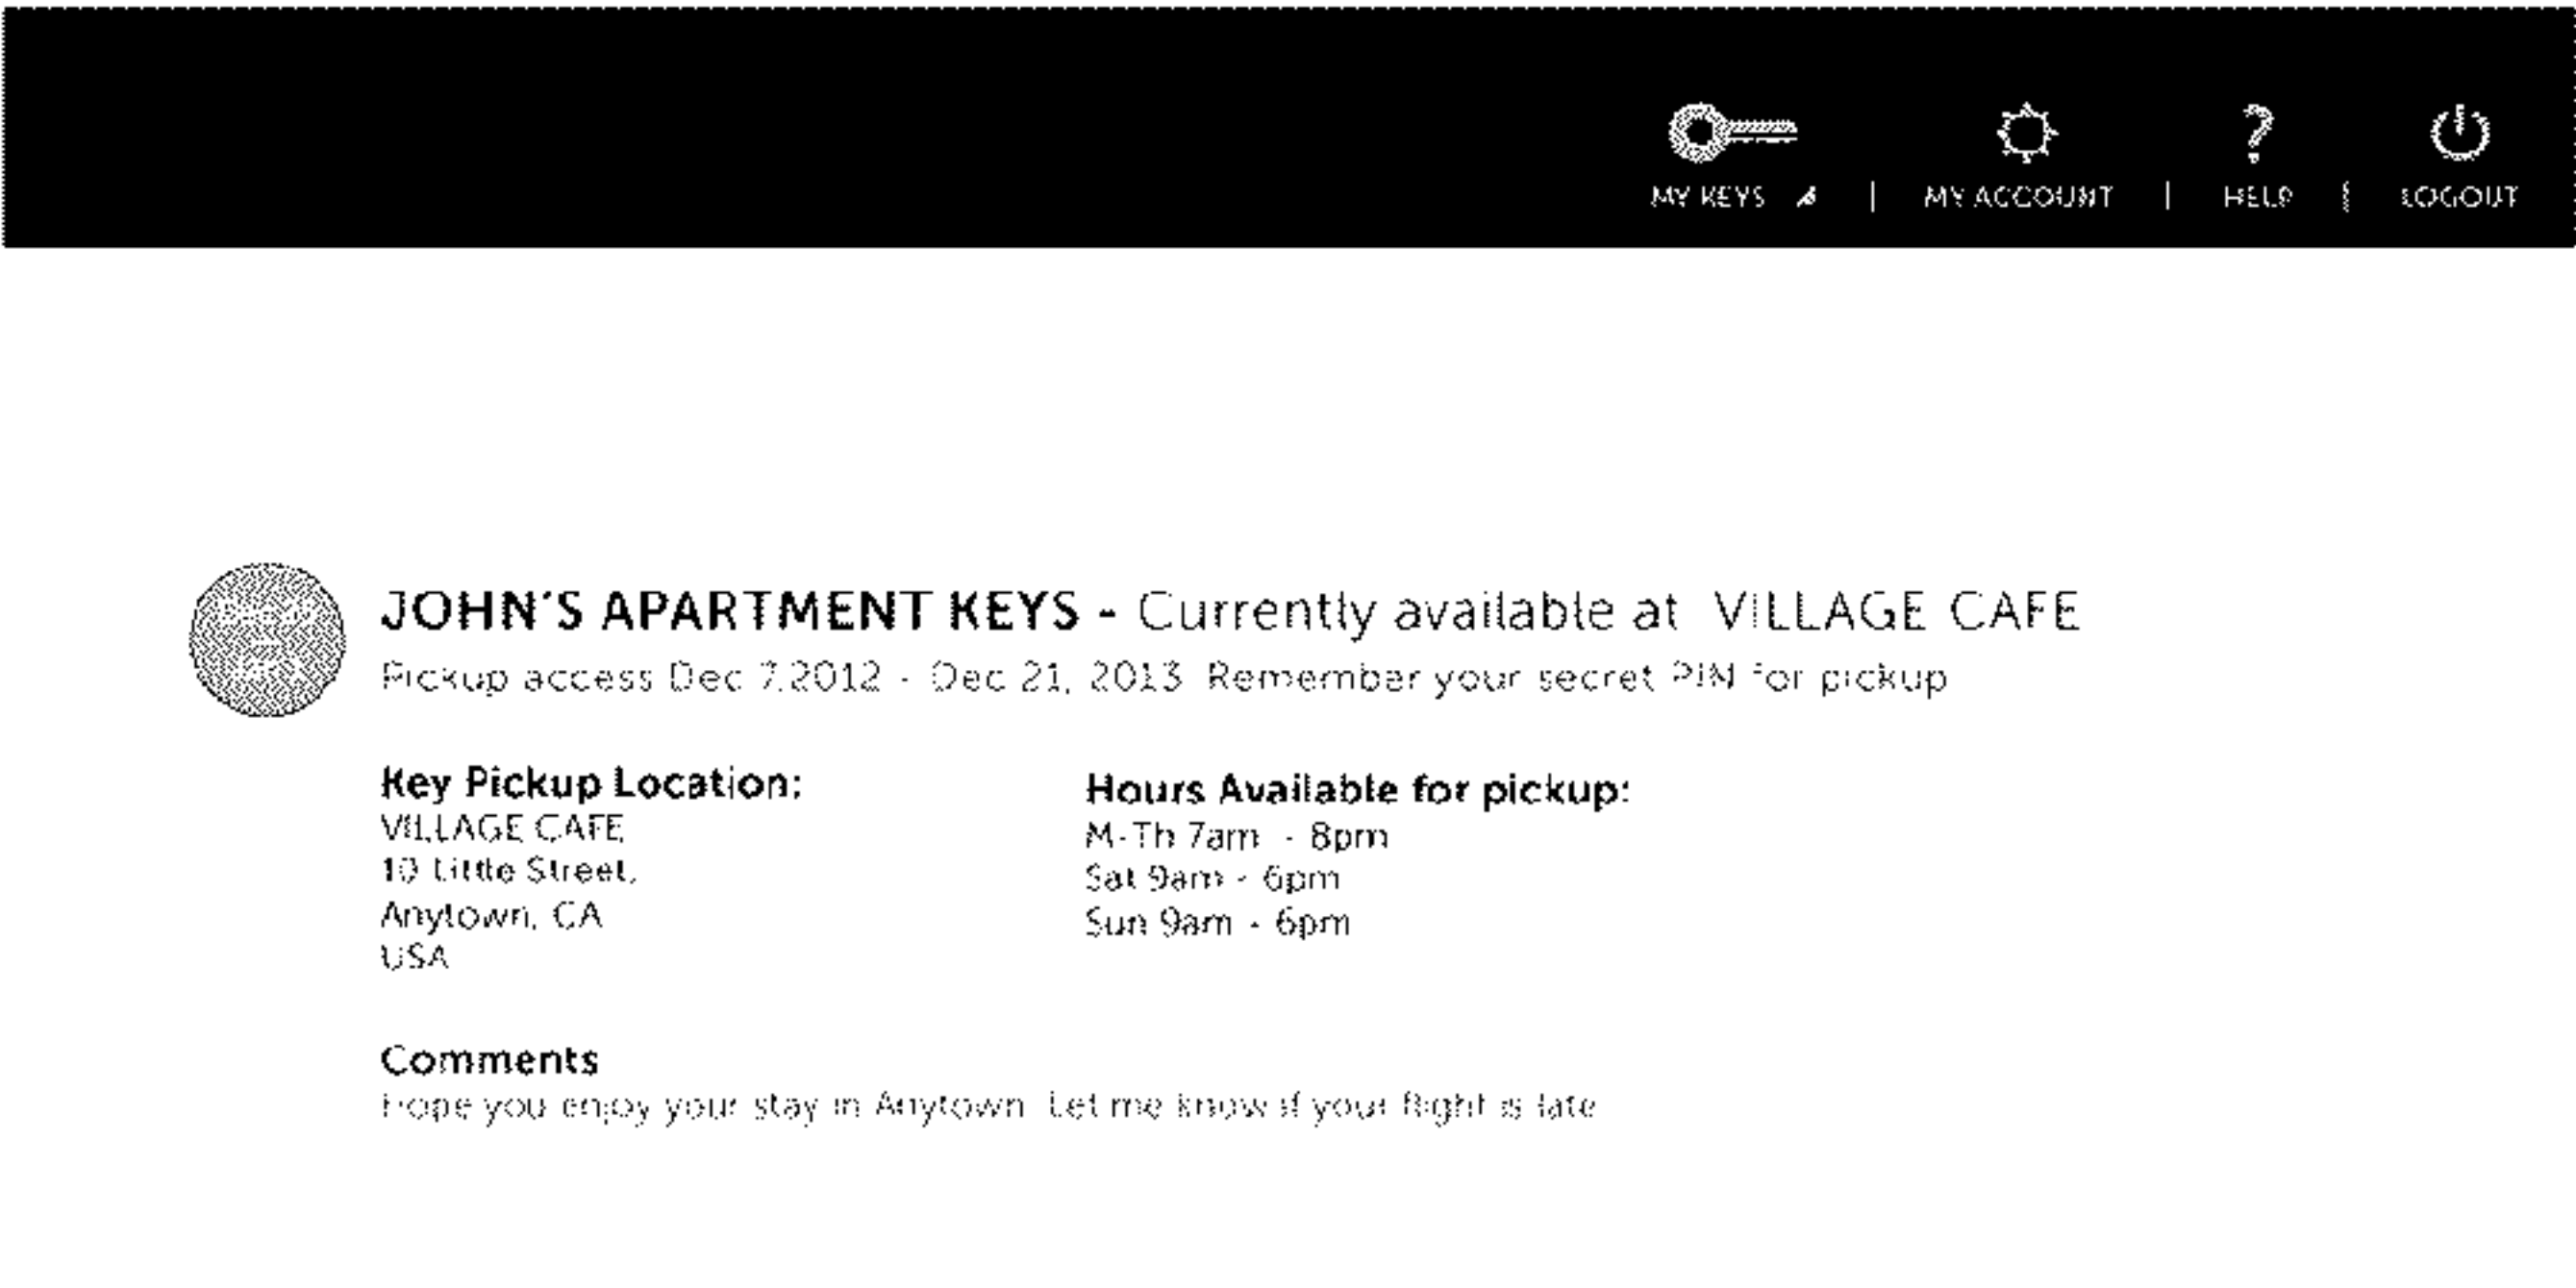 MY KEYS | MY ACCOUNT | HELP | LOGOUT
JOHN'S APARTMENT KEYS - Currently available at VILLAGE CAFE
Pickup access Dec 7,2012 - Dec 21, 2013 Remember your secret PIN for pickup
Key Pickup Location:
VILLAGE CAFE
10 Little Street,
Anytown, CA
USA
Hours Available for pickup:
M-Th 7am - 8pm
Sat 9am - 6pm
Sun 9am - 6pm
Comments
Hope you enjoy your stay in Anytown. Let me know if your flight is late